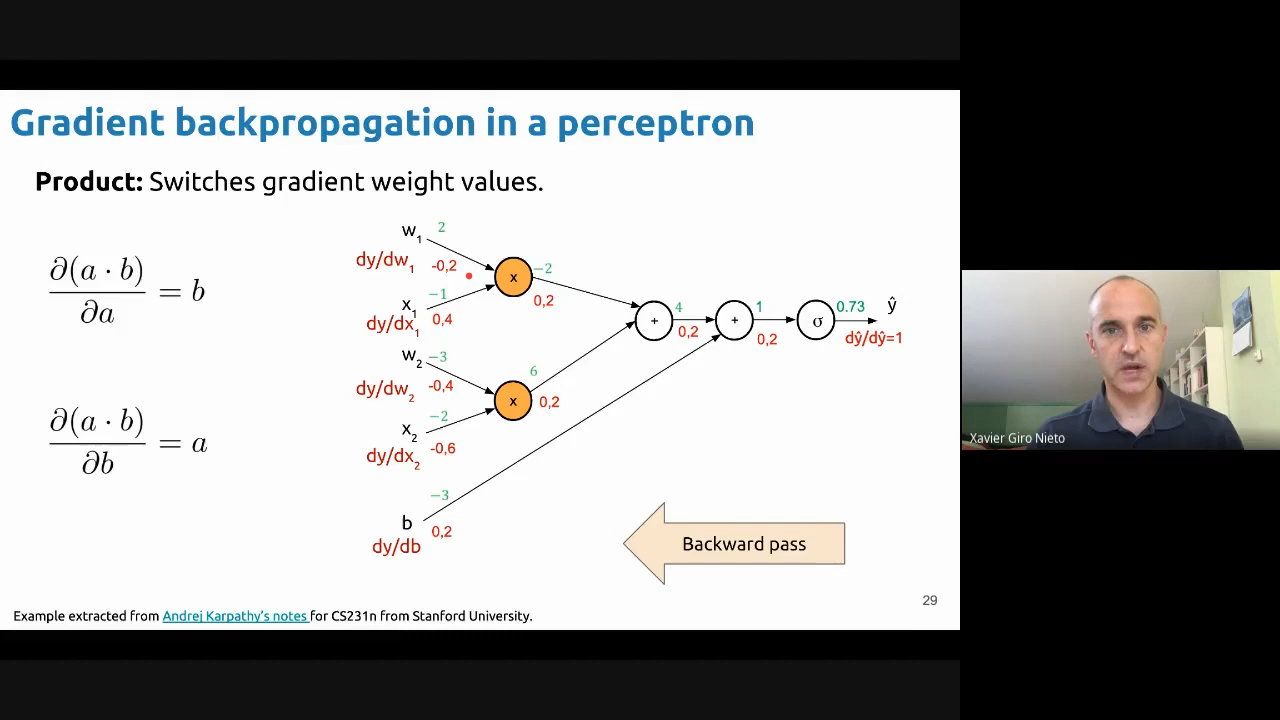 Gradient backpropagation in a perceptron
Product: Switches gradient weight values.
∂(a · b)
∂a
= b
∂(a · b)
∂b
= a
w1 2
dy/dw1 -0,2
x −2
0,2
x1 −1
dy/dx1 0,4
w2 −3
dy/dw2 -0,4
x 6
0,2
x2 −2
dy/dx2 -0,6
b −3
dy/db 0,2
+ 4
0,2
+ 1
0,2
σ 0.73 ŷ
dŷ/dŷ=1
Backward pass
29
Example extracted from Andrej Karpathy's notes for CS231n from Stanford University.
Xavier Giro Nieto